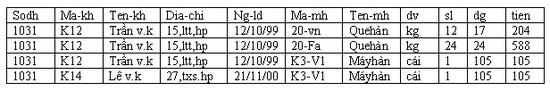 Sodh Ma-kh Ten-kh Dia-chi Ng-ld Ma-mh Ten-mh dv sl dg tien
1031 K12 Trần v.k 15,ltt,hp 12/10/99 20-vn Quehàn kg 12 17 204
1031 K12 Trần v.k 15,ltt,hp 12/10/99 20-Fa Quehàn kg 24 24 588
1031 K12 Trần v.k 15,ltt,hp 12/10/99 K3-V1 Máyhàn cái 1 105 105
1031 K14 Lê v.k 27,txs.hp 21/11/00 K3-V1 Máyhàn cái 1 105 105